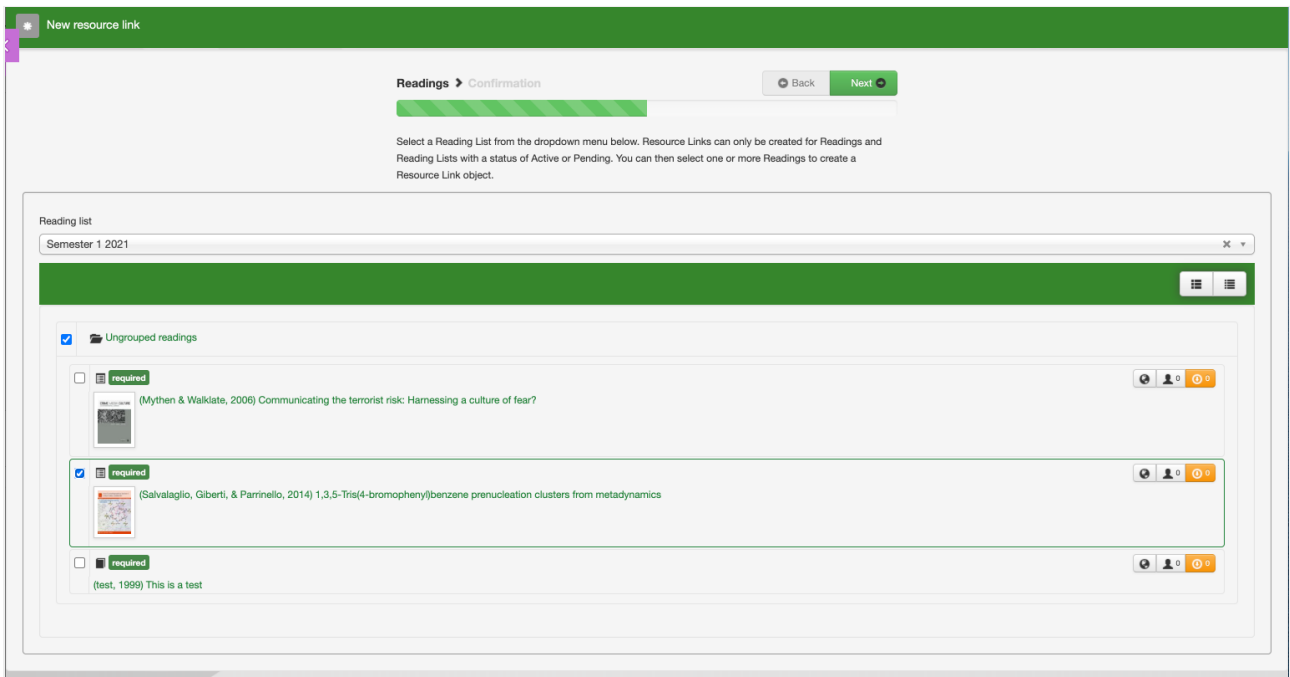 New resource link
Readings > Confirmation
Back
Next
Select a Reading List from the dropdown menu below. Resource Links can only be created for Readings and
Reading Lists with a status of Active or Pending. You can then select one or more Readings to create a
Resource Link object.
Reading list
Semester 1 2021
Ungrouped readings
required
0
0
(Mythen & Walklate, 2006) Communicating the terrorist risk: Harnessing a culture of fear?
required
0
0
(Salvalaglio, Giberti, & Parrinello, 2014) 1,3,5-Tris(4-bromophenyl)benzene prenucleation clusters from metadynamics
required
0
0
(test, 1999) This is a test